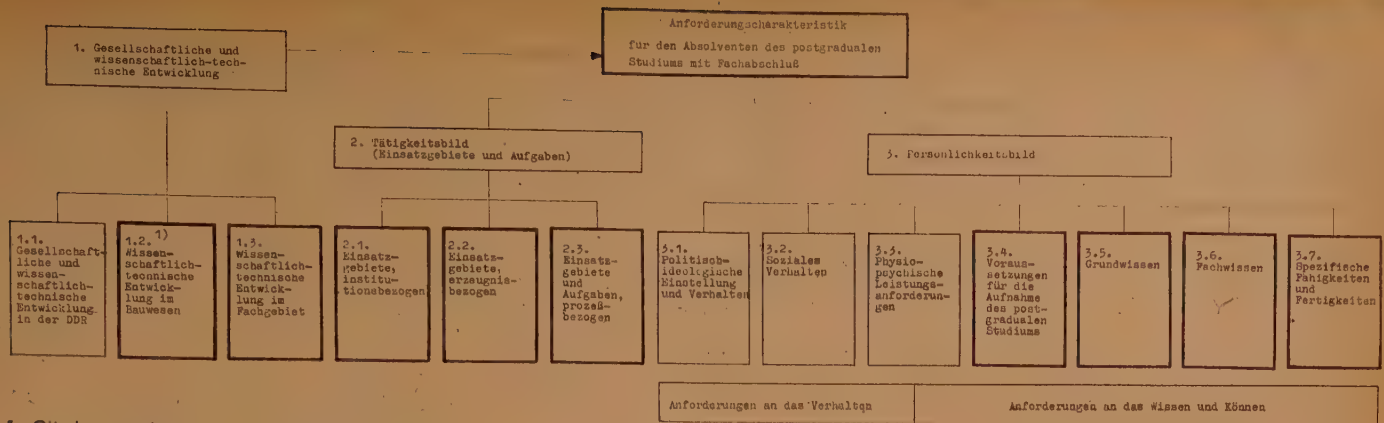 Anforderungscharakteristik
für den Absolventen des postgradualen
Studiums mit Fachabschluß
1. Gesellschaftliche und
wissenschaftlich-tech-
nische Entwicklung
2. Tätigkeitsbild
(Einsatzgebiete und Aufgaben)
3. Persönlichkeitsbild
1.1.
Gesellschaft-
liche und
wissen-
schaftlich-
technische
Entwicklung
in der DDR
1.2. 1)
Wissen-
schaftlich-
technische
Entwicklung im
Bauwesen
1.3.
Wissen-
schaftlich-
technische
Entwick-
lung im
Fachgebiet
2.1.
Einsatz-
gebiete,
institu-
tionsbezogen
2.2.
Einsatz-
gebiete,
erzeugnis-
bezogen
2.3.
Einsatz-
gebiete
und
Aufgaben,
prozeß-
bezogen
3.1.
Politisch-
ideologische
Einstellung
und Verhalten
3.2.
Soziales
Verhalten
3.3.
Physio-
psychische
Leistungs-
anforderun-
gen
3.4.
Voraus-
setzungen
für die
Aufnahme
des post-
gradualen
Studiums
3.5.
Grundwissen
3.6.
Fachwissen
3.7.
Spezifische
Fähigkeiten
und
Fertigkeiten
Anforderungen an das Verhalten
Anforderungen an das Wissen und Können